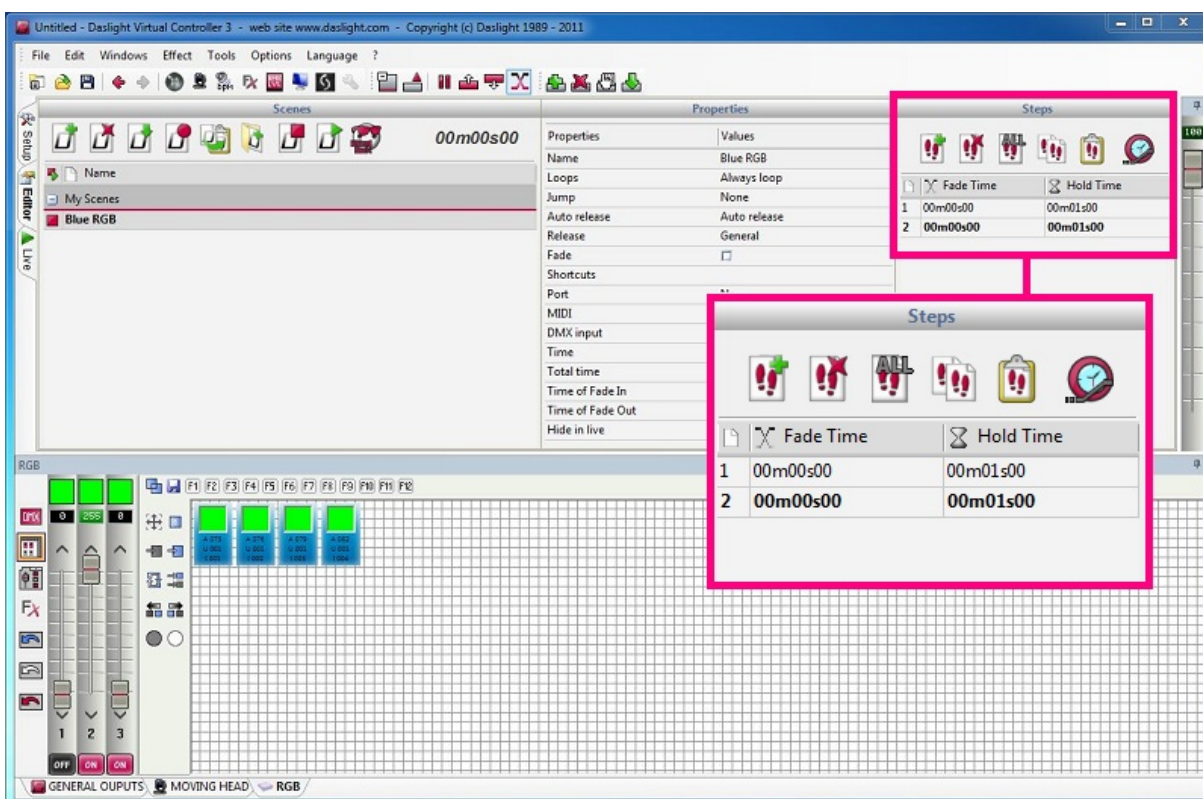 Untitled - Daslight Virtual Controller 3 - web site www.daslight.com - Copyright (c) Daslight 1989 - 2011
File Edit Windows Effect Tools Options Language ?
Setup
Editor
Live
Scenes
00m00s00
Name
My Scenes
Blue RGB
Properties
Properties Values
Name Blue RGB
Loops Always loop
Jump None
Auto release Auto release
Release General
Fade
Shortcuts
Port
MIDI
DMX input
Time
Total time
Time of Fade In
Time of Fade Out
Hide in live
Steps
ALL
Fade Time Hold Time
1 00m00s00 00m01s00
2 00m00s00 00m01s00
100
Steps
ALL
Fade Time Hold Time
1 00m00s00 00m01s00
2 00m00s00 00m01s00
RGB
F1 F2 F3 F4 F5 F6 F7 F8 F9 F10 F11 F12
DMX
0 255 0
Fx
1 2 3
OFF ON ON
GENERAL OUPUTS MOVING HEAD RGB